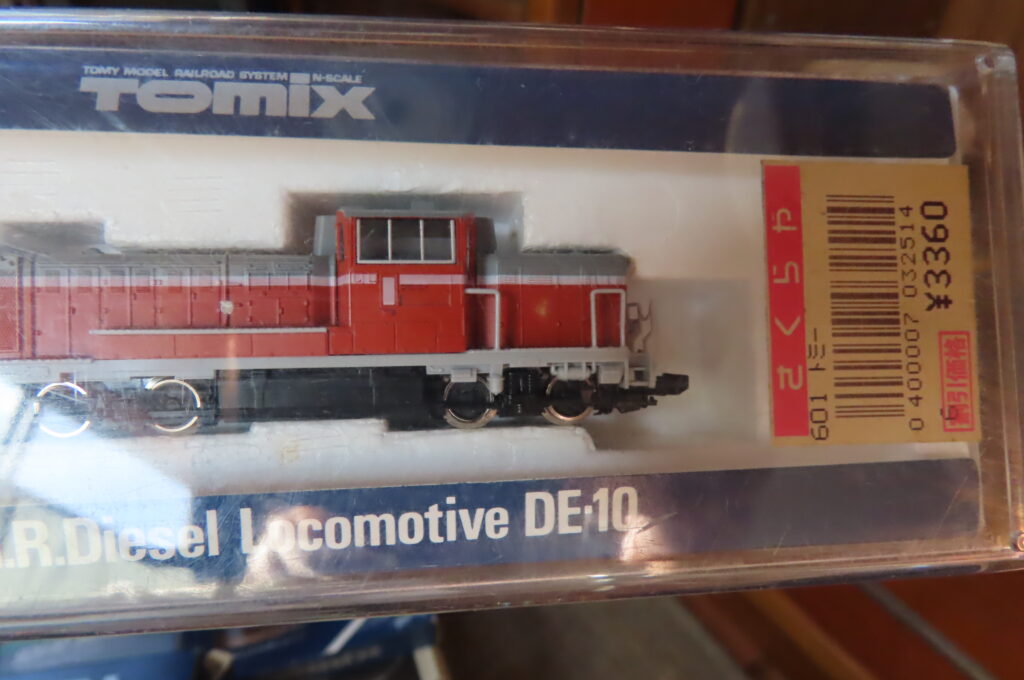 TOMY MODEL RAILROAD SYSTEM N-SCALE
TOMIX
.R.Diesel Locomotive DE-10
さくらや
601 トミー
0 400007 032514
¥3360